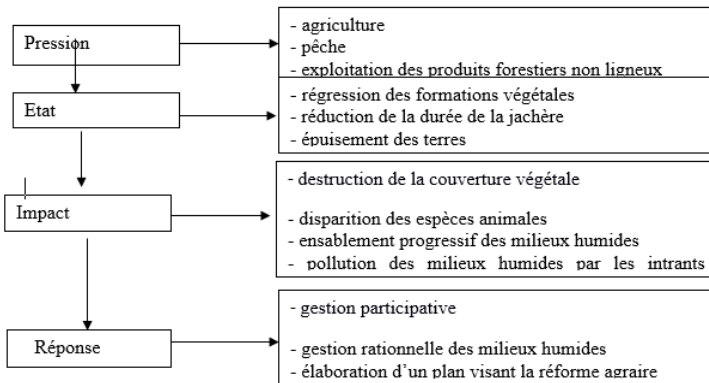 Pression
- agriculture
- pêche
- exploitation des produits forestiers non ligneux
Etat
- régression des formations végétales
- réduction de la durée de la jachère
- épuisement des terres
Impact
- destruction de la couverture végétale
- disparition des espèces animales
- ensablement progressif des milieux humides
- pollution des milieux humides par les intrants
Réponse
- gestion participative
- gestion rationnelle des milieux humides
- élaboration d’un plan visant la réforme agraire